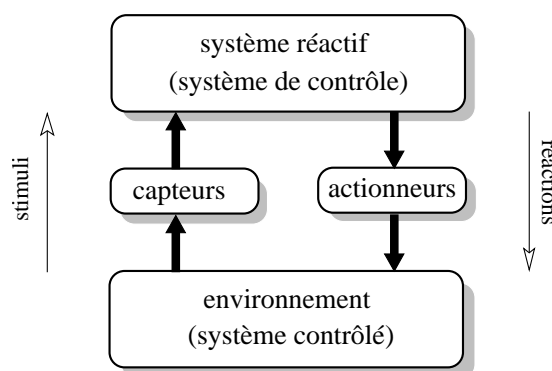 système réactif
(système de contrôle)
stimuli
capteurs
actionneurs
réactions
environnement
(système contrôlé)